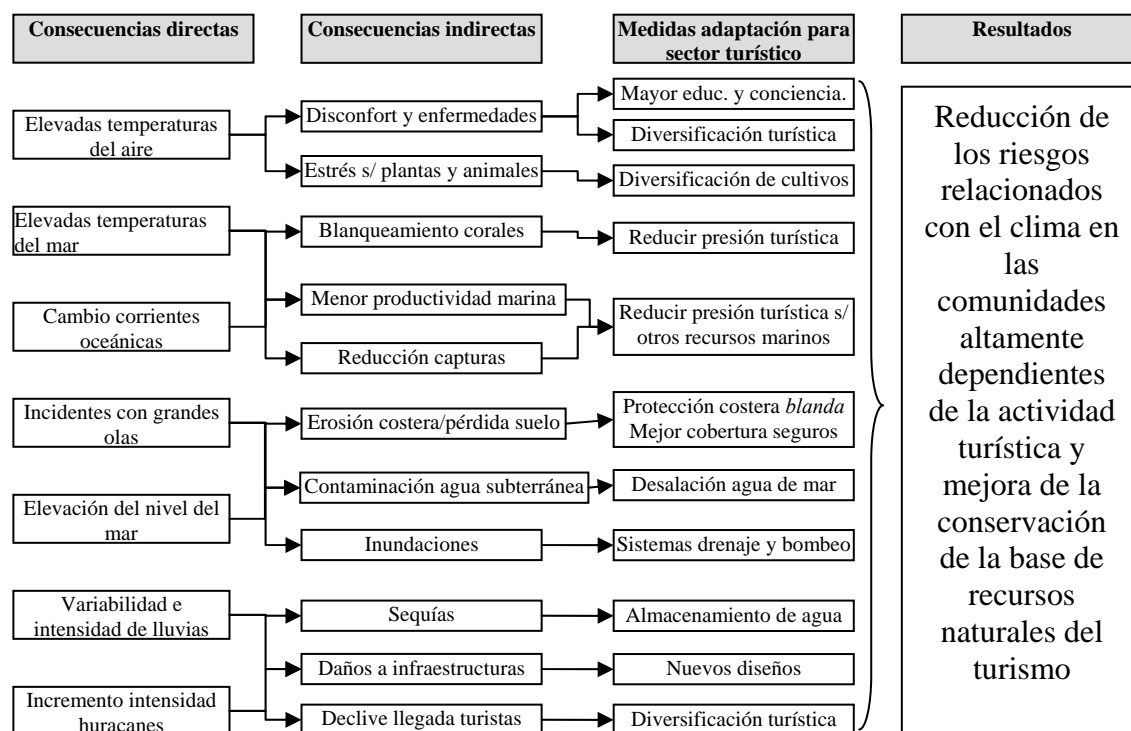 Consecuencias directas
Consecuencias indirectas
Medidas adaptación para
sector turístico
Resultados
Elevadas temperaturas
del aire
Disconfort y enfermedades
Mayor educ. y conciencia.
Diversificación turística
Estrés s/ plantas y animales
Diversificación de cultivos
Elevadas temperaturas
del mar
Blanqueamiento corales
Reducir presión turística
Cambio corrientes
oceánicas
Menor productividad marina
Reducción capturas
Reducir presión turística s/
otros recursos marinos
Incidentes con grandes
olas
Erosión costera/pérdida suelo
Protección costera blanda
Mejor cobertura seguros
Elevación del nivel del
mar
Contaminación agua subterránea
Desalación agua de mar
Inundaciones
Sistemas drenaje y bombeo
Variabilidad e
intensidad de lluvias
Sequías
Almacenamiento de agua
Daños a infraestructuras
Nuevos diseños
Incremento intensidad
huracanes
Declive llegada turistas
Diversificación turística
Reducción de
los riesgos
relacionados
con el clima en
las
comunidades
altamente
dependientes
de la actividad
turística y
mejora de la
conservación
de la base de
recursos
naturales del
turismo